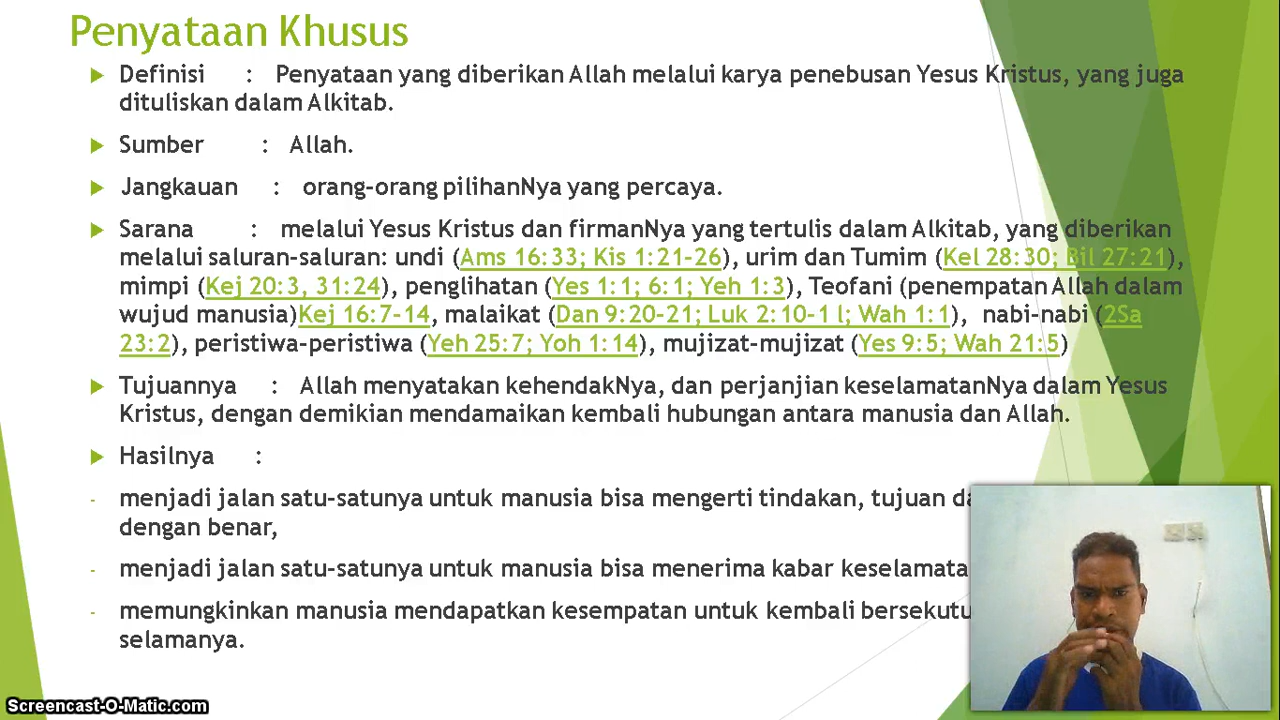 Penyataan Khusus
Definisi : Penyataan yang diberikan Allah melalui karya penebusan Yesus Kristus, yang juga
dituliskan dalam Alkitab.
Sumber : Allah.
Jangkauan : orang-orang pilihanNya yang percaya.
Sarana : melalui Yesus Kristus dan firmanNya yang tertulis dalam Alkitab, yang diberikan
melalui saluran-saluran: undi (Ams 16:33; Kis 1:21-26), urim dan Tumim (Kel 28:30; Bil 27:21),
mimpi (Kej 20:3, 31:24), penglihatan (Yes 1:1; 6:1; Yeh 1:3), Teofani (penempatan Allah dalam
wujud manusia)Kej 16:7-14, malaikat (Dan 9:20-21; Luk 2:10-1 l; Wah 1:1), nabi-nabi (2Sa
23:2), peristiwa-peristiwa (Yeh 25:7; Yoh 1:14), mujizat-mujizat (Yes 9:5; Wah 21:5)
Tujuannya : Allah menyatakan kehendakNya, dan perjanjian keselamatanNya dalam Yesus
Kristus, dengan demikian mendamaikan kembali hubungan antara manusia dan Allah.
Hasilnya :
- menjadi jalan satu-satunya untuk manusia bisa mengerti tindakan, tujuan
dengan benar,
- menjadi jalan satu-satunya untuk manusia bisa menerima kabar
- memungkinkan manusia mendapatkan kesempatan untuk kembali
selamanya.
Screencast-O-Matic.com